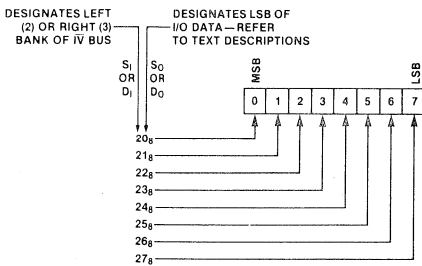 DESIGNATES LEFT
(2) OR RIGHT (3)
BANK OF I̅V̅ BUS
DESIGNATES LSB OF
I/O DATA—REFER
TO TEXT DESCRIPTIONS
S₁
OR
D₁
S₀
OR
D₀
MSB
LSB
0 1 2 3 4 5 6 7
20₈
21₈
22₈
23₈
24₈
25₈
26₈
27₈